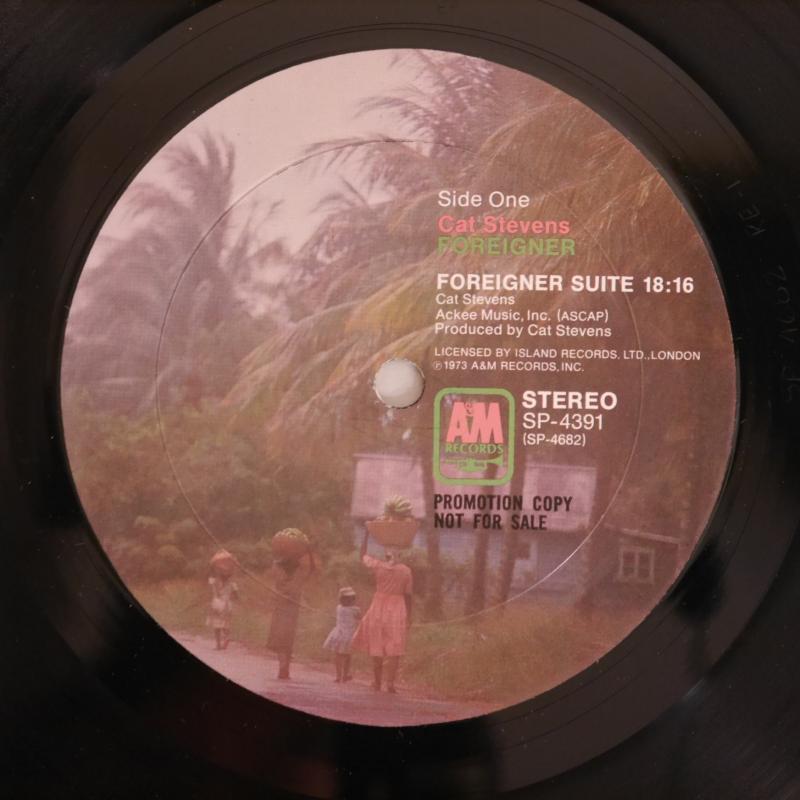 Side One
Cat Stevens
FOREIGNER
FOREIGNER SUITE 18:16
Cat Stevens
Ackee Music, Inc. (ASCAP)
Produced by Cat Stevens
LICENSED BY ISLAND RECORDS, LTD., LONDON
℗1973 A&M RECORDS, INC.
A&M
RECORDS
STEREO
SP-4391
(SP-4682)
PROMOTION COPY
NOT FOR SALE